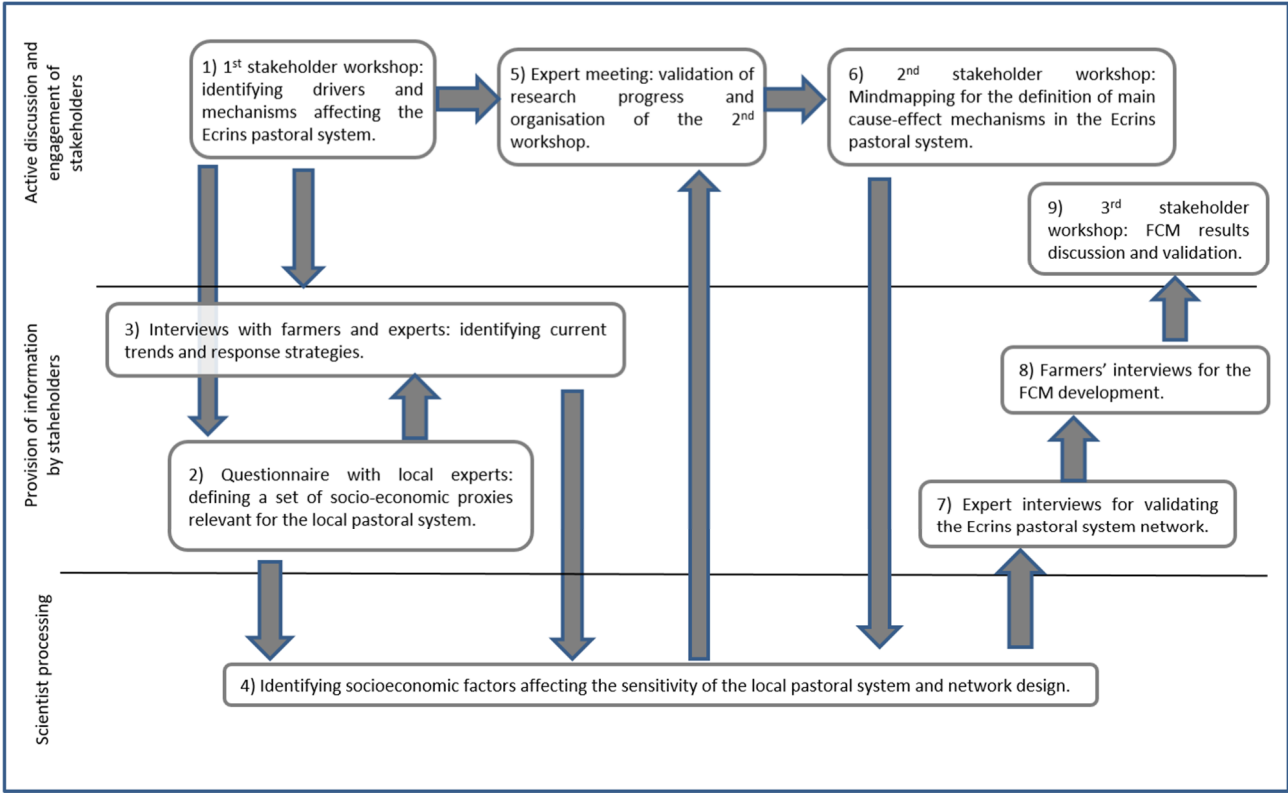 Active discussion and
engagement of
stakeholders
1) 1st stakeholder workshop:
identifying drivers and
mechanisms affecting the
Ecrins pastoral system.
5) Expert meeting: validation of
research progress and
organisation of the 2nd
workshop.
6) 2nd stakeholder workshop:
Mindmapping for the definition of main
cause-effect mechanisms in the Ecrins
pastoral system.
9) 3rd stakeholder
workshop: FCM results
discussion and validation.
Provision of information
by staheholders
3) Interviews with farmers and experts: identifying current
trends and response strategies.
8) Farmers’ interviews for the
FCM development.
2) Questionnaire with local experts:
defining a set of socio-economic proxies
relevant for the local pastoral system.
7) Expert interviews for validating
the Ecrins pastoral system network.
Scientist processing
4) Identifying socioeconomic factors affecting the sensitivity of the local pastoral system and network design.